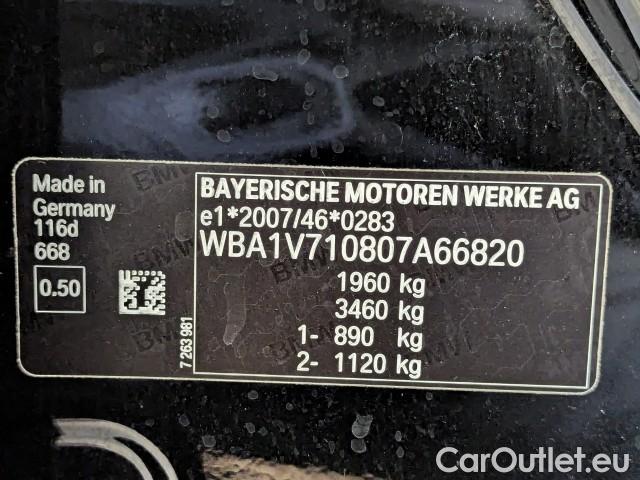 Made in
Germany
116d
668
0.50
7 263 981
BAYERISCHE MOTOREN WERKE AG
e1*2007/46*0283
WBA1V710807A66820
1960 kg
3460 kg
1- 890 kg
2- 1120 kg
CarOutlet.eu